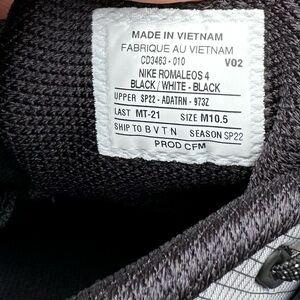 MADE IN VIETNAM
FABRIQUE AU VIETNAM
CD3463 - 010 V02
NIKE ROMALEOS 4
BLACK / WHITE - BLACK
UPPER SP22 - ADATRN - 973Z
LAST MT-21 SIZE M10.5
SHIP TO B V T N SEASON SP22
PROD CFM